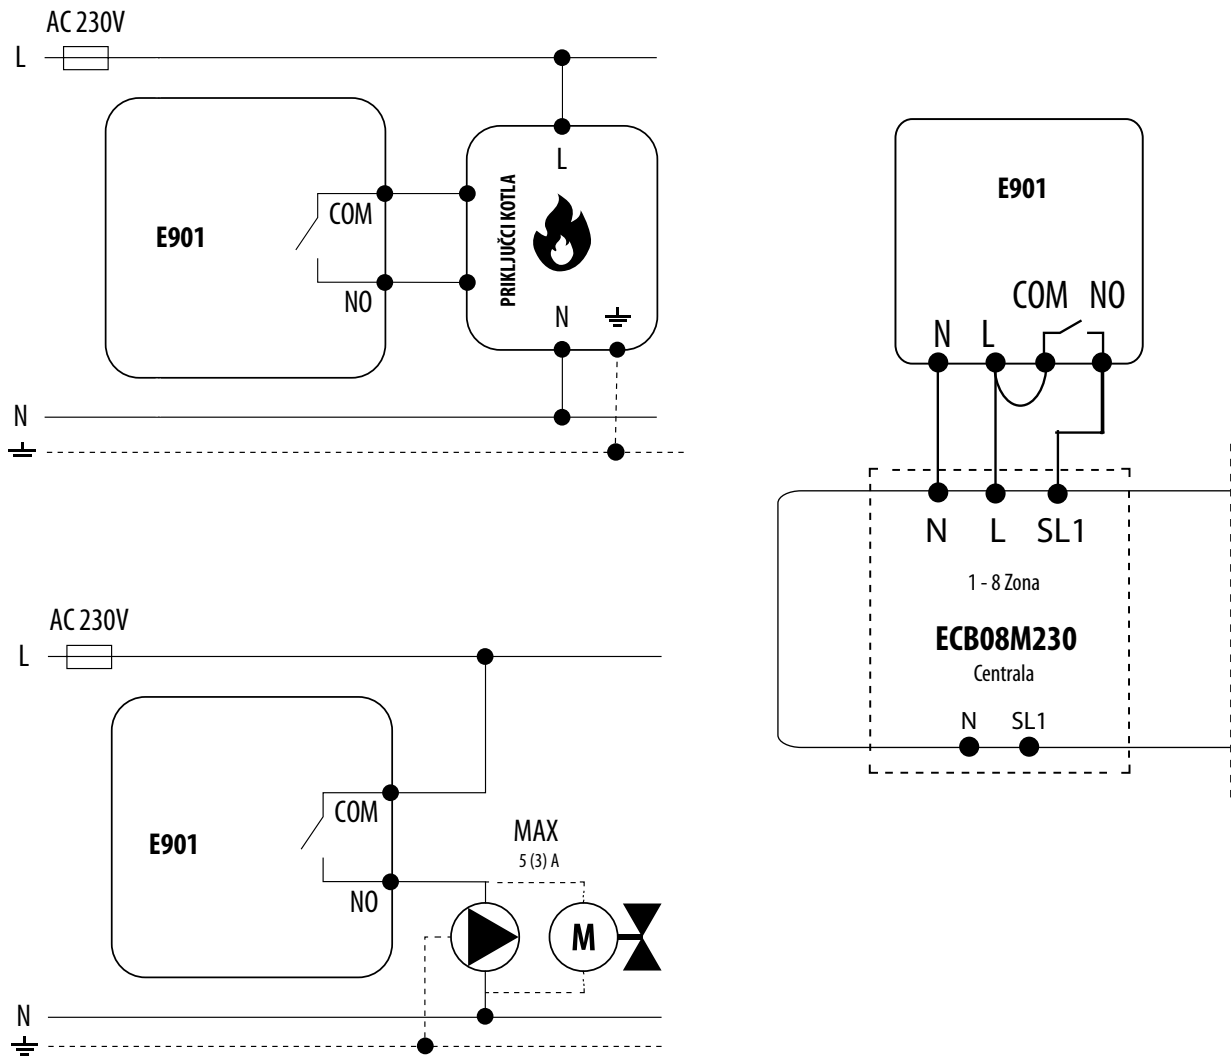 AC 230V
L
E901
COM
NO
PRIKLJUČCI KOTLA
L
N
N
E901
COM NO
N L
N L SL1
1 - 8 Zona
ECB08M230
Centrala
N SL1
AC 230V
L
E901
COM
NO
MAX
5 (3) A
M
N